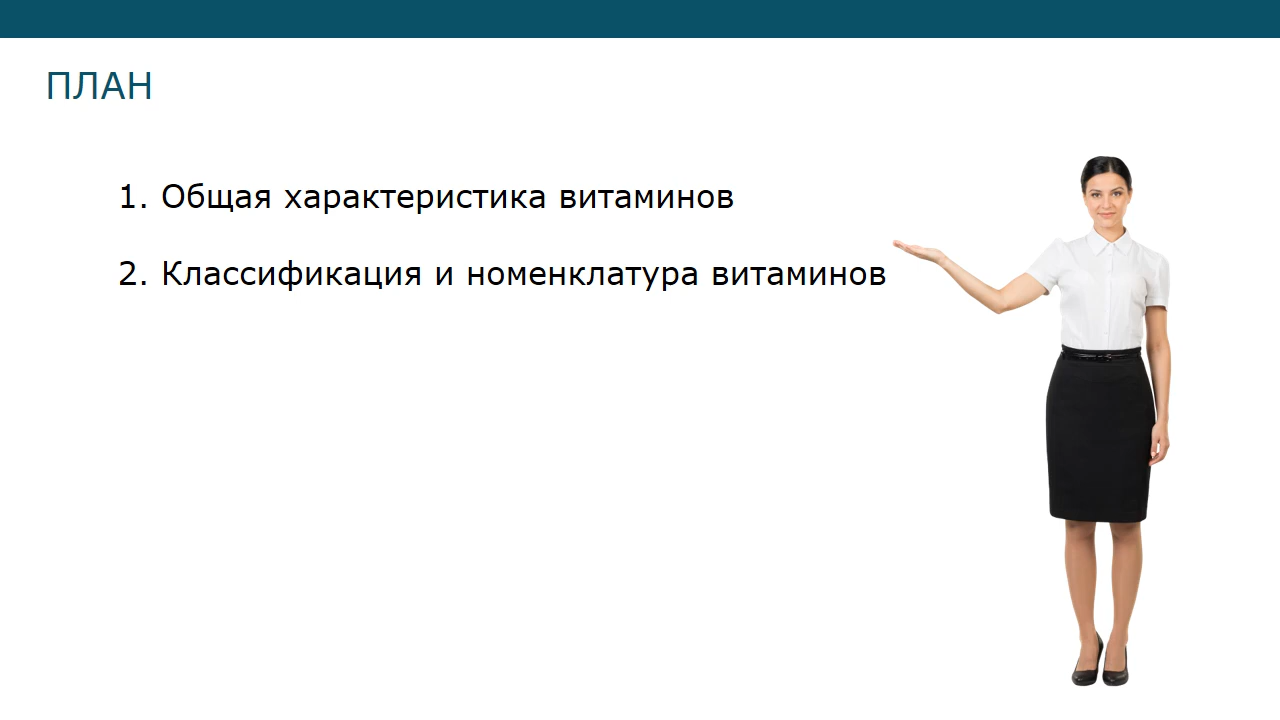 ПЛАН
1. Общая характеристика витаминов
2. Классификация и номенклатура витаминов